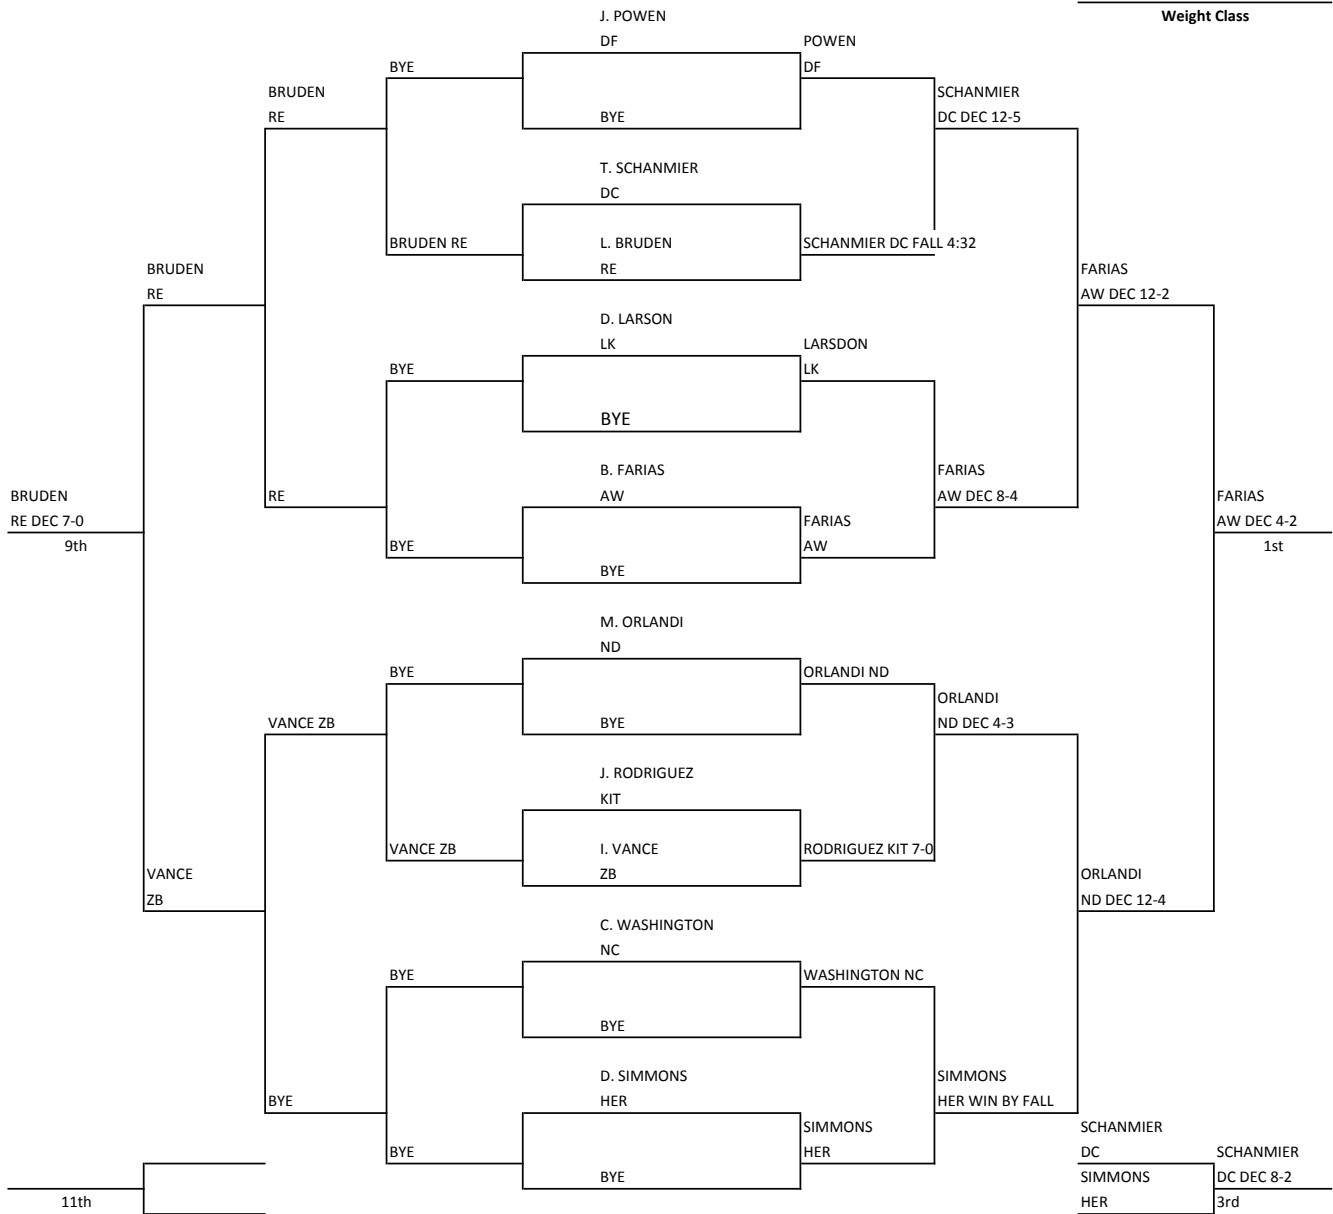 J. POWEN
Weight Class
DF
POWEN
BYE
DF
BRUDEN
SCHANMIER
RE
BYE
DC DEC 12-5
T. SCHANMIER
DC
BRUDEN RE
L. BRUDEN
SCHANMIER DC FALL 4:32
BRUDEN
RE
FARIAS
RE
AW DEC 12-2
D. LARSON
LK
LARSDON
BYE
LK
BYE
B. FARIAS
FARIAS
BRUDEN
RE
AW
AW DEC 8-4
FARIAS
RE DEC 7-0
FARIAS
AW DEC 4-2
9th
BYE
AW
1st
BYE
M. ORLANDI
ND
BYE
ORLANDI ND
ORLANDI
VANCE ZB
BYE
ND DEC 4-3
J. RODRIGUEZ
KIT
VANCE ZB
I. VANCE
RODRIGUEZ KIT 7-0
VANCE
ZB
ORLANDI
ZB
ND DEC 12-4
C. WASHINGTON
NC
BYE
WASHINGTON NC
BYE
D. SIMMONS
SIMMONS
BYE
HER
HER WIN BY FALL
SIMMONS
SCHANMIER
BYE
HER
DC
SCHANMIER
BYE
SIMMONS
DC DEC 8-2
11th
HER
3rd